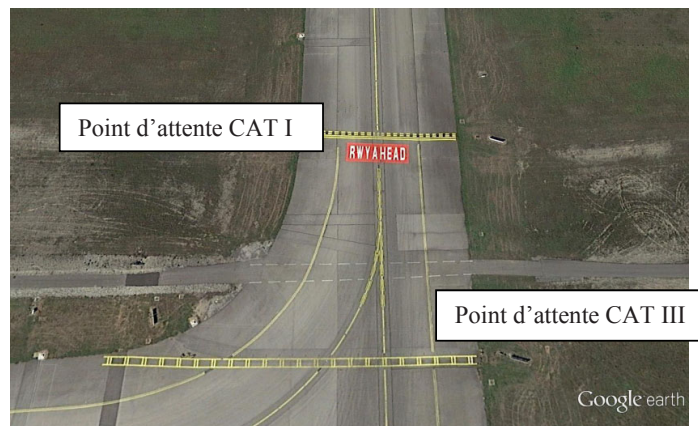 Point d'attente CAT I
RWY AHEAD
Point d'attente CAT III
Google earth